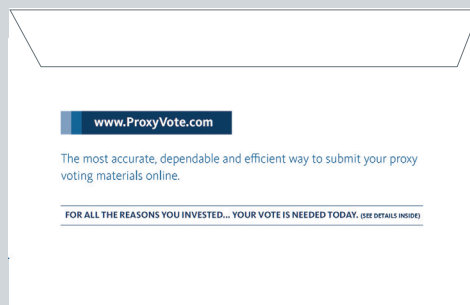 www.ProxyVote.com
The most accurate, dependable and efficient way to submit your proxy
voting materials online.
FOR ALL THE REASONS YOU INVESTED... YOUR VOTE IS NEEDED TODAY. (SEE DETAILS INSIDE)